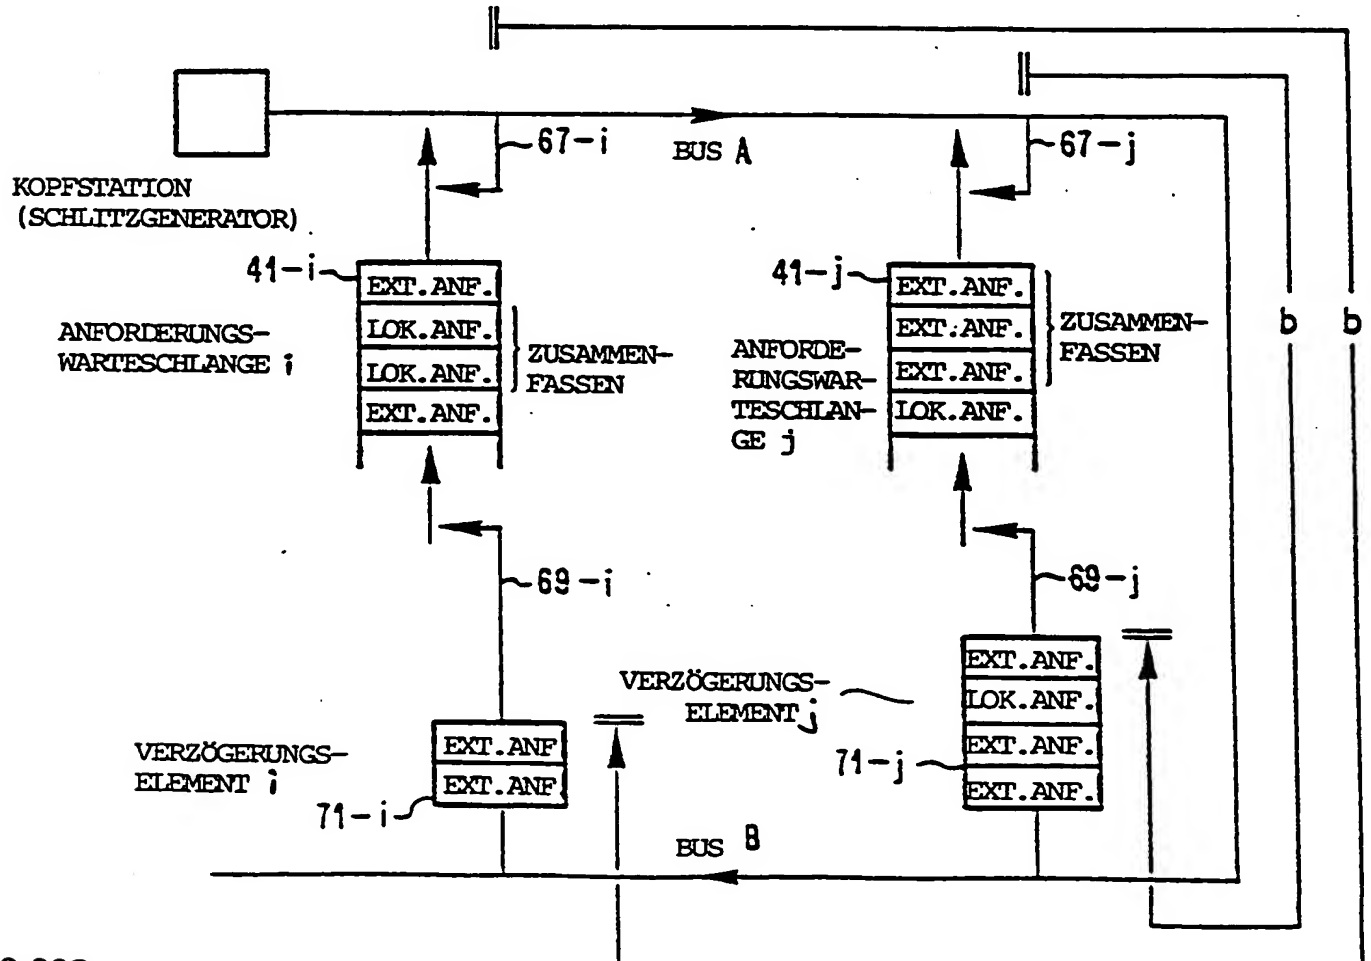 67-i
BUS A
67-j
KOPFSTATION
(SCHLITZGENERATOR)
41-i
EXT.ANF.
LOK.ANF.
LOK.ANF.
EXT.ANF.
ANFORDERUNGS-
WARTESCHLANGE i
ZUSAMMEN-
FASSEN
41-j
EXT.ANF.
EXT.ANF.
EXT.ANF.
LOK.ANF.
ANFORDE-
RUNGSWAR-
TESCHLAN-
GE j
ZUSAMMEN-
FASSEN
b
b
69-i
69-j
VERZÖGERUNGS-
ELEMENT j
EXT.ANF.
LOK.ANF.
EXT.ANF.
EXT.ANF.
71-j
VERZÖGERUNGS-
ELEMENT i
EXT.ANF
EXT.ANF.
71-i
BUS B